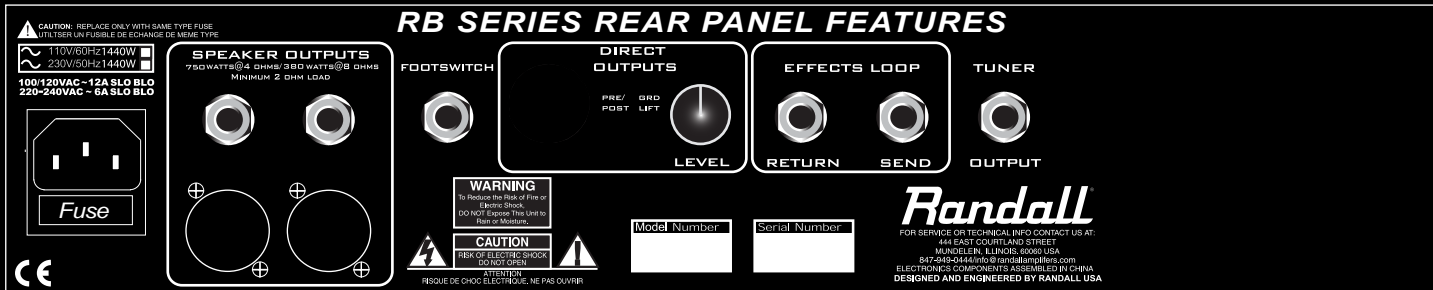 RB SERIES REAR PANEL FEATURES
CAUTION: REPLACE ONLY WITH SAME TYPE FUSE
UTILTSER UN FUSIBLE DE ECHANGE DE MEME TYPE
110V/60Hz1440W
230V/50Hz1440W
100/120VAC~12A SLO BLO
220-240VAC ~ 6A SLO BLO
Fuse
CE
SPEAKER OUTPUTS
750WATTS@4 OHMS/380 WATTS@8 OHMS
MINIMUM 2 OHM LOAD
FOOTSWITCH
DIRECT
OUTPUTS
PRE/ GRD
POST LIFT
LEVEL
EFFECTS LOOP
RETURN SEND
TUNER
OUTPUT
WARNING
To Reduce the Risk of Fire or
Electric Shock,
DO NOT Expose This Unit to
Rain or Moisture.
CAUTION
RISK OF ELECTRIC SHOCK
DO NOT OPEN
ATTENTION
RISQUE DE CHOC ELECTRIQUE, NE PAS OUVRIR
Model Number
Serial Number
Randall
FOR SERVICE OR TECHNICAL INFO CONTACT US AT:
444 EAST COURTLAND STREET
MUNDELEIN, ILLINOIS, 60060 USA
847-949-0444/info@randallamplifers.com
ELECTRONICS COMPONENTS ASSEMBLED IN CHINA
DESIGNED AND ENGINEERED BY RANDALL USA